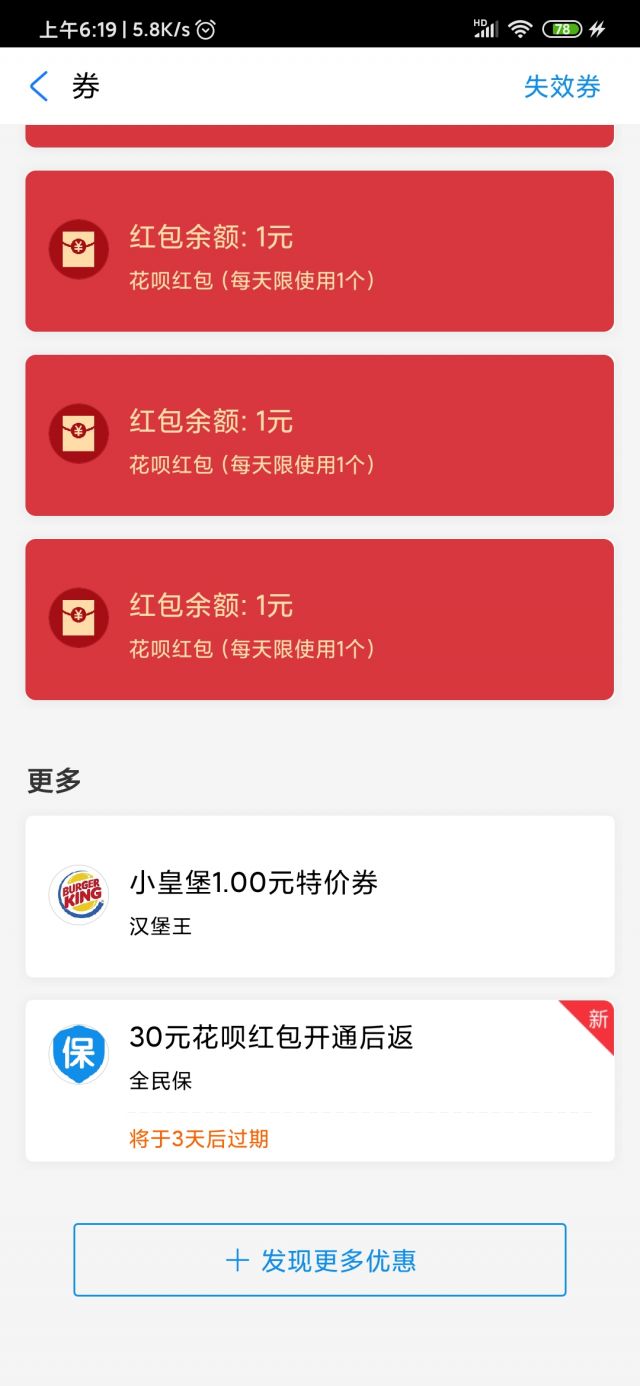 上午6:19 | 5.8K/s
HD
78
券
失效券
¥
红包余额: 1元
花呗红包 (每天限使用1个)
¥
红包余额: 1元
花呗红包 (每天限使用1个)
¥
红包余额: 1元
花呗红包 (每天限使用1个)
更多
BURGER
KING
小皇堡1.00元特价券
汉堡王
新
保
30元花呗红包开通后返
全民保
将于3天后过期
+ 发现更多优惠